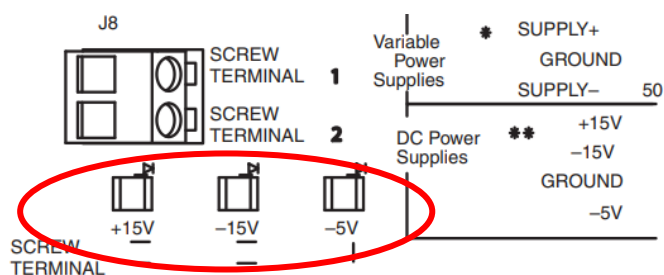 J8
SCREW
TERMINAL 1
SCREW
TERMINAL 2
+15V
–15V
–5V
SCREW
TERMINAL
Variable
Power
Supplies
* SUPPLY+
GROUND
SUPPLY– 50
DC Power
Supplies
** +15V
–15V
GROUND
–5V